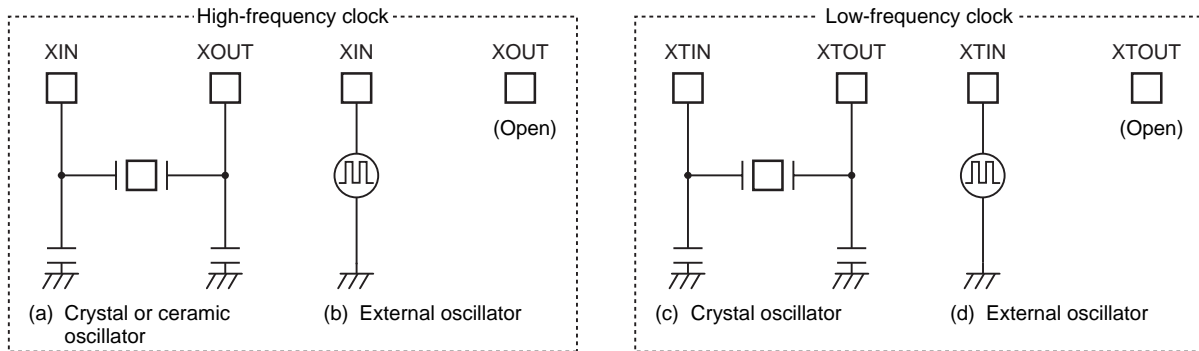 High-frequency clock
Low-frequency clock
XIN XOUT XIN XOUT
XTIN XTOUT XTIN XTOUT
(Open)
(Open)
(a) Crystal or ceramic
oscillator
(b) External oscillator
(c) Crystal oscillator
(d) External oscillator